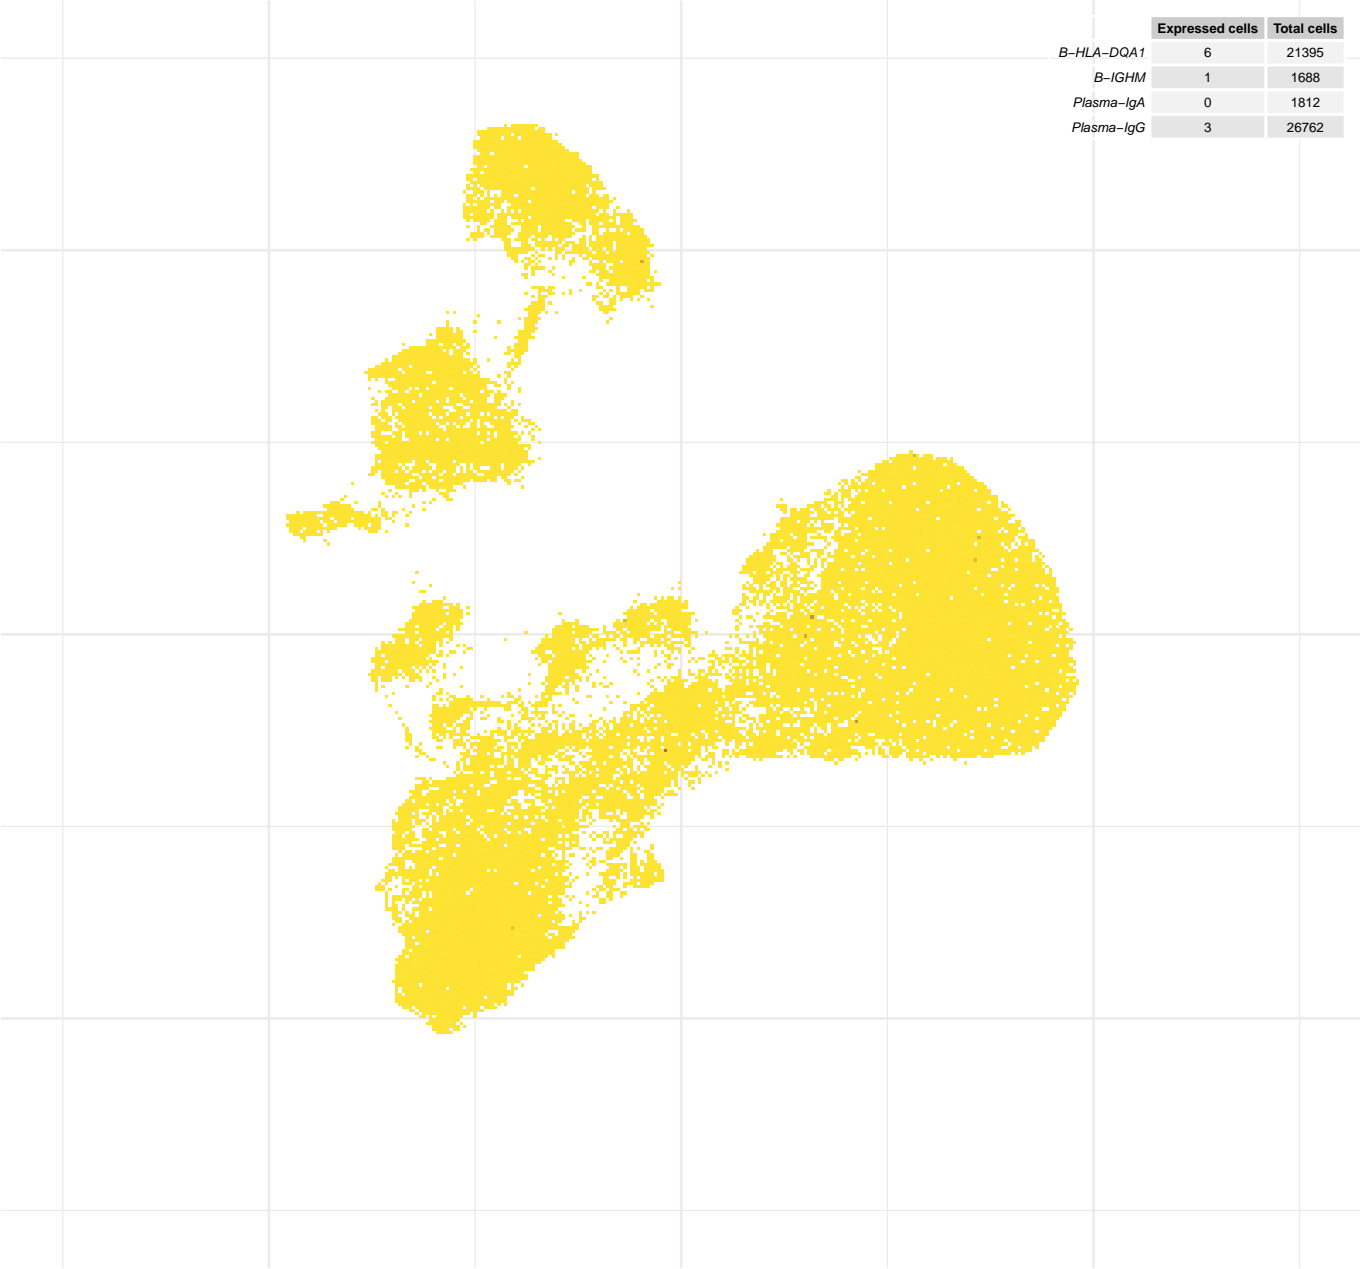 Expressed cells Total cells
B−HLA−DQA1 6 21395
B−IGHM 1 1688
Plasma−IgA 0 1812
Plasma−IgG 3 26762